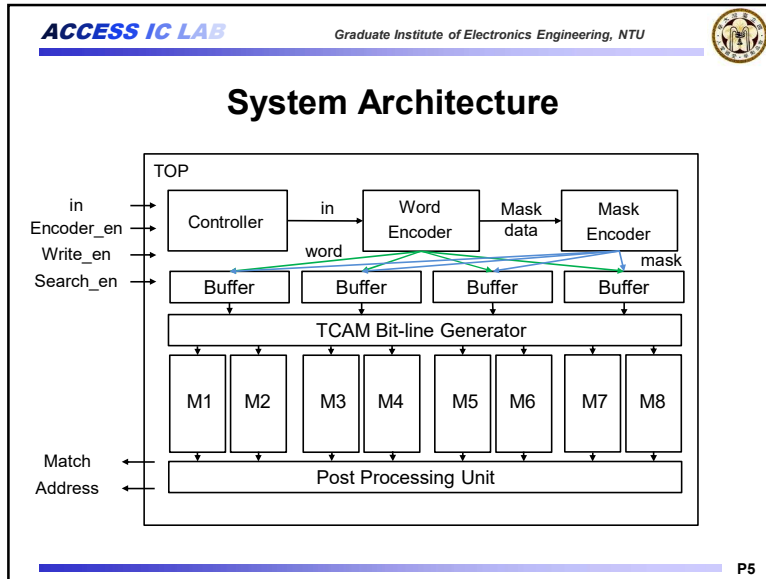 ACCESS IC LAB
Graduate Institute of Electronics Engineering, NTU
System Architecture
TOP
in
Encoder_en
Write_en
Search_en
Controller
in
Word
Encoder
Mask
data
Mask
Encoder
word
mask
Buffer
Buffer
Buffer
Buffer
TCAM Bit-line Generator
M1
M2
M3
M4
M5
M6
M7
M8
Match
Address
Post Processing Unit
P5